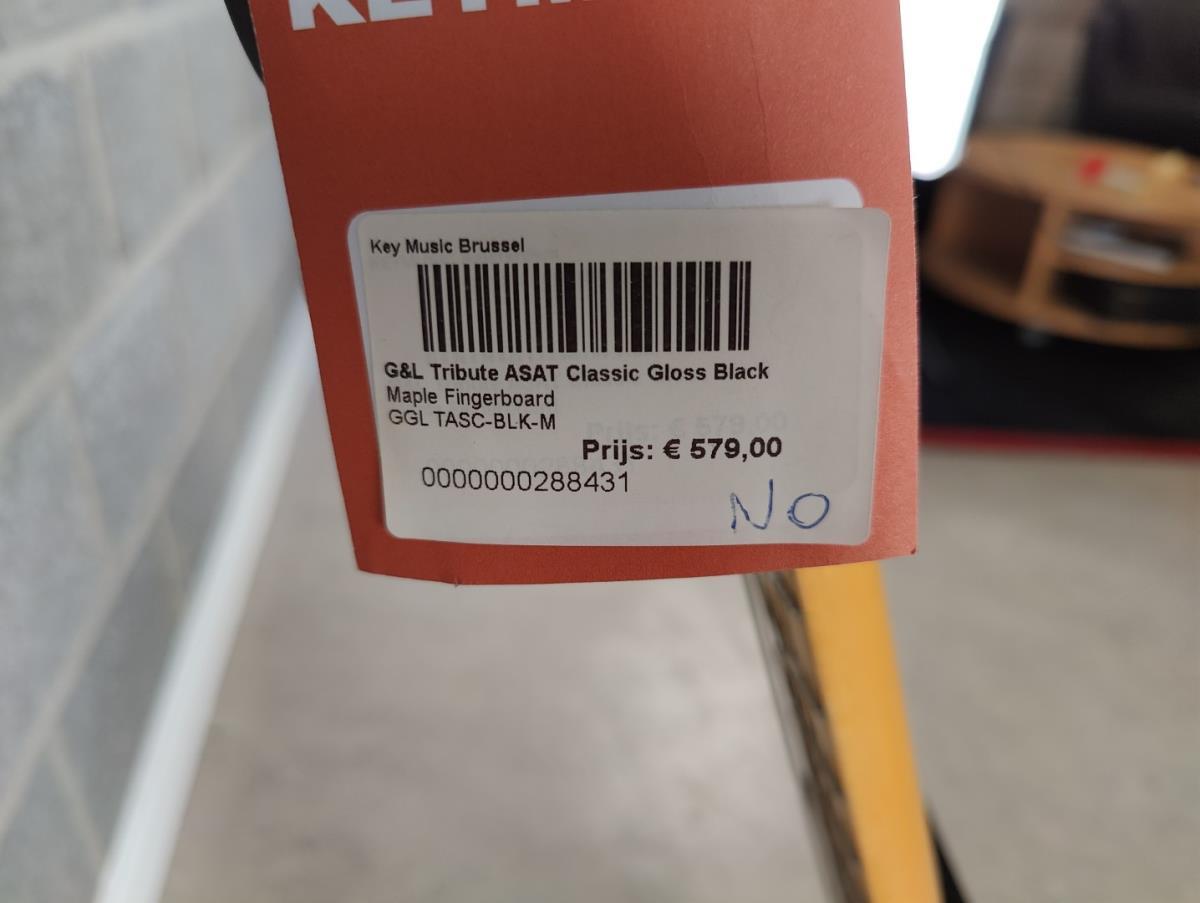 Key Music Brussel
G&L Tribute ASAT Classic Gloss Black
Maple Fingerboard
GGL TASC-BLK-M
Prijs: € 579,00
0000000288431
NO